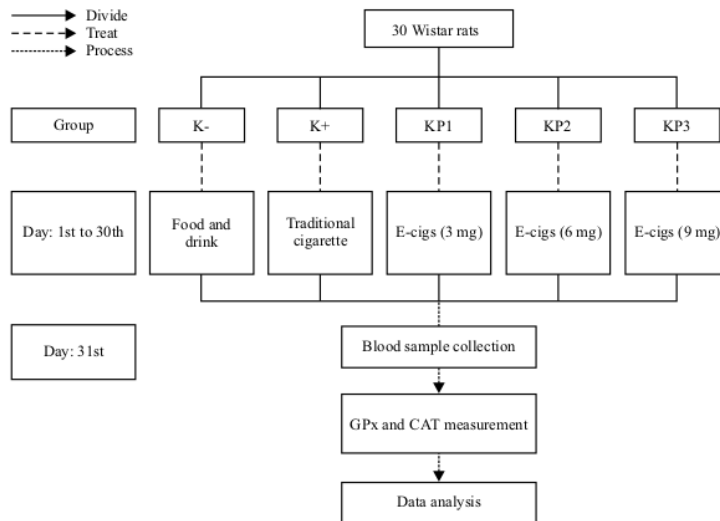 Divide
Treat
Process
30 Wistar rats
Group
K-
K+
KP1
KP2
KP3
Day: 1st to 30th
Food and
drink
Traditional
cigarette
E-cigs (3 mg)
E-cigs (6 mg)
E-cigs (9 mg)
Day: 31st
Blood sample collection
GPx and CAT measurement
Data analysis